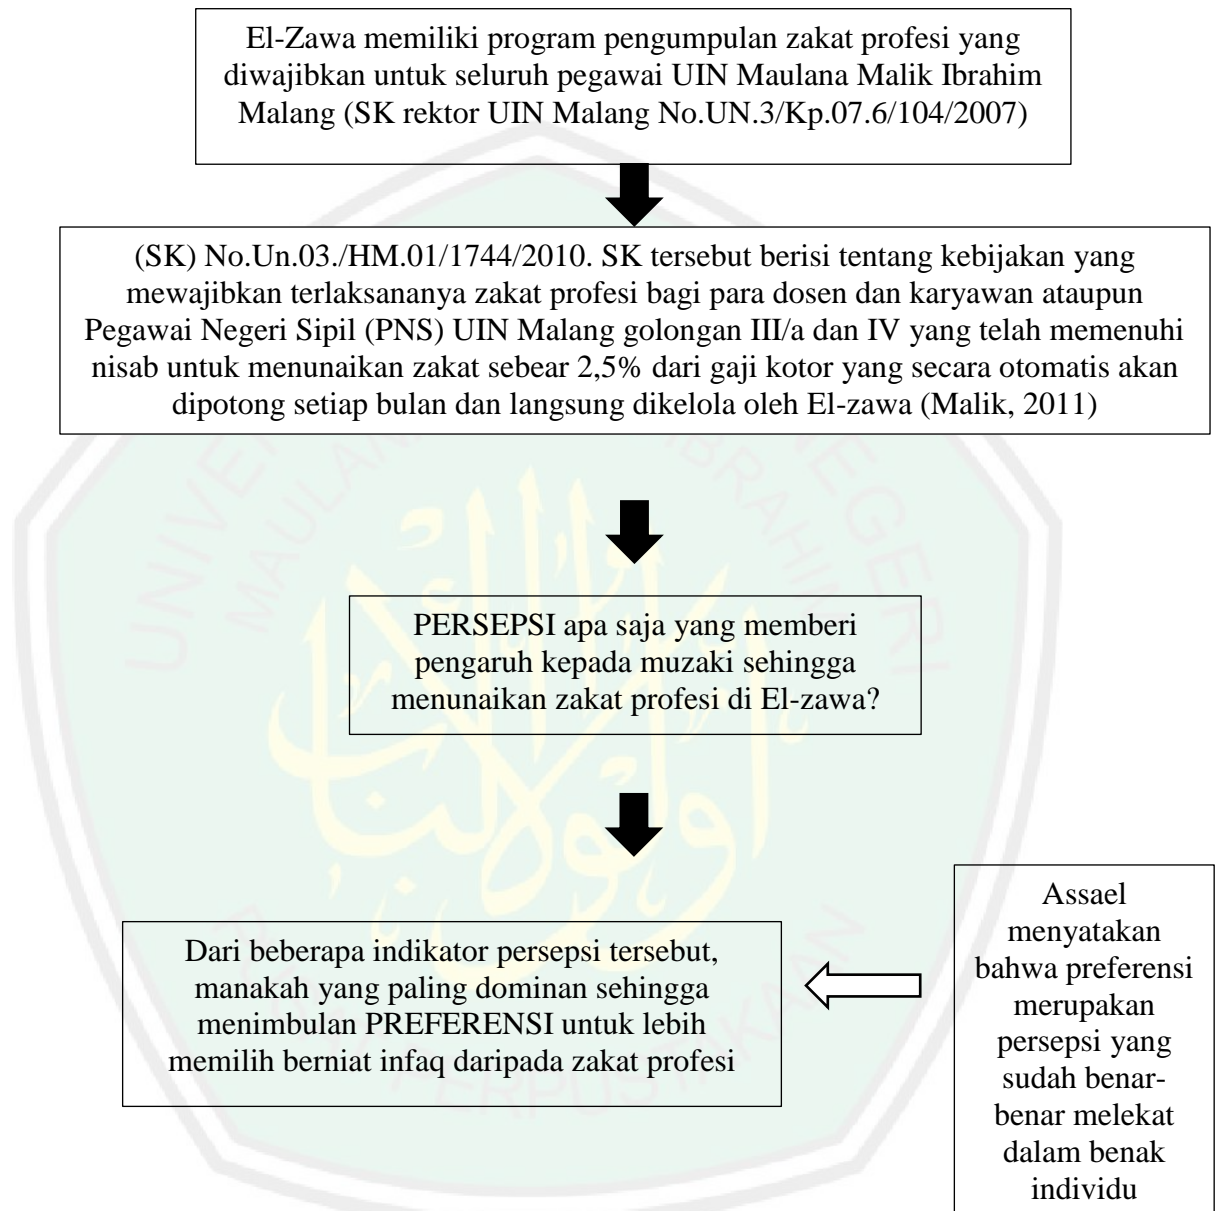 El-Zawa memiliki program pengumpulan zakat profesi yang
diwajibkan untuk seluruh pegawai UIN Maulana Malik Ibrahim
Malang (SK rektor UIN Malang No.UN.3/Kp.07.6/104/2007)
(SK) No.Un.03./HM.01/1744/2010. SK tersebut berisi tentang kebijakan yang
mewajibkan terlaksananya zakat profesi bagi para dosen dan karyawan ataupun
Pegawai Negeri Sipil (PNS) UIN Malang golongan III/a dan IV yang telah memenuhi
nisab untuk menunaikan zakat sebear 2,5% dari gaji kotor yang secara otomatis akan
dipotong setiap bulan dan langsung dikelola oleh El-zawa (Malik, 2011)
PERSEPSI apa saja yang memberi
pengaruh kepada muzaki sehingga
menunaikan zakat profesi di El-zawa?
Dari beberapa indikator persepsi tersebut,
manakah yang paling dominan sehingga
menimbulan PREFERENSI untuk lebih
memilih berniat infaq daripada zakat profesi
Assael
menyatakan
bahwa preferensi
merupakan
persepsi yang
sudah benar-
benar melekat
dalam benak
individu